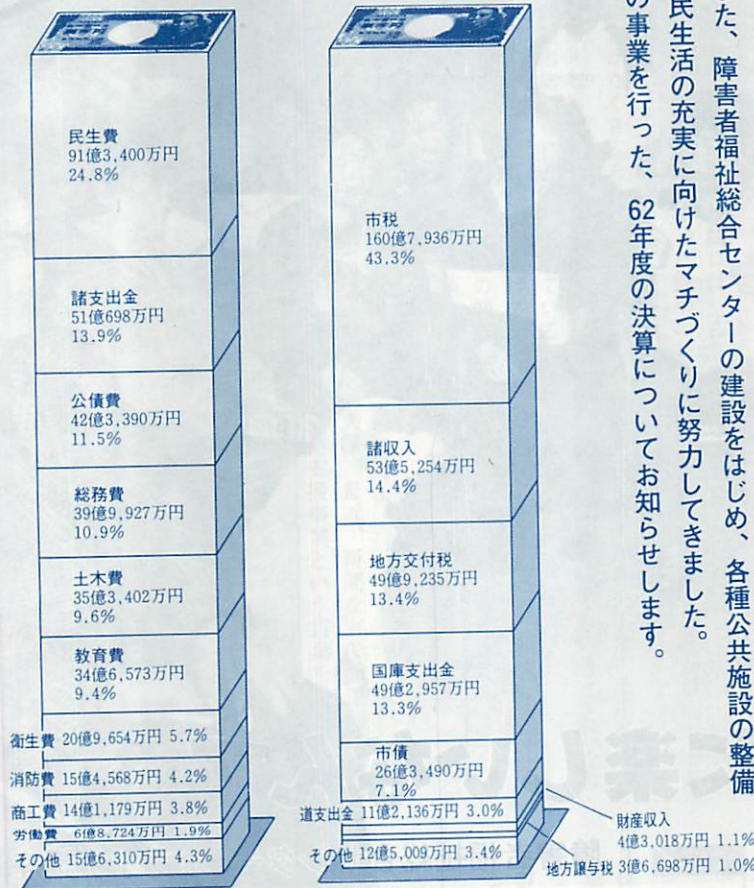 た、障害者福祉総合センターの建設をはじめ、各種公共施設の整備
民生活の充実に向けたマチづくりに努力してきました。
の事業を行った、62年度の決算についてお知らせします。
民生費
91億3,400万円
24.8%
諸支出金
51億698万円
13.9%
公債費
42億3,390万円
11.5%
総務費
39億9,927万円
10.9%
土木費
35億3,402万円
9.6%
教育費
34億6,573万円
9.4%
衛生費 20億9,654万円 5.7%
消防費 15億4,568万円 4.2%
商工費 14億1,179万円 3.8%
労働費 6億8,724万円 1.9%
その他 15億6,310万円 4.3%
市税
160億7,936万円
43.3%
諸収入
53億5,254万円
14.4%
地方交付税
49億9,235万円
13.4%
国庫支出金
49億2,957万円
13.3%
市債
26億3,490万円
7.1%
道支出金 11億2,136万円 3.0%
その他 12億5,009万円 3.4%
財産収入
4億3,018万円 1.1%
地方譲与税 3億6,698万円 1.0%